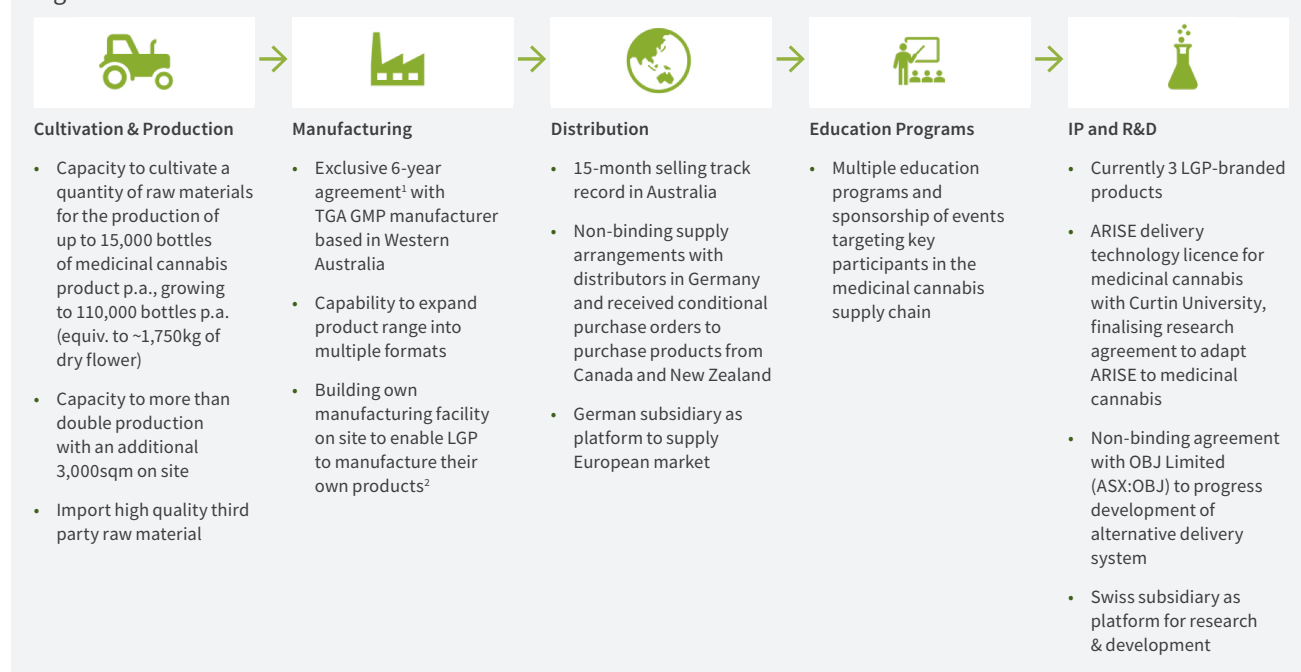 Cultivation & Production
• Capacity to cultivate a
quantity of raw materials
for the production of
up to 15,000 bottles
of medicinal cannabis
product p.a., growing
to 110,000 bottles p.a.
(equiv. to ~1,750kg of
dry flower)
• Capacity to more than
double production
with an additional
3,000sqm on site
• Import high quality third
party raw material
Manufacturing
• Exclusive 6-year
agreement¹ with
TGA GMP manufacturer
based in Western
Australia
• Capability to expand
product range into
multiple formats
• Building own
manufacturing facility
on site to enable LGP
to manufacture their
own products²
Distribution
• 15-month selling track
record in Australia
• Non-binding supply
arrangements with
distributors in Germany
and received conditional
purchase orders to
purchase products from
Canada and New Zealand
• German subsidiary as
platform to supply
European market
Education Programs
• Multiple education
programs and
sponsorship of events
targeting key
participants in the
medicinal cannabis
supply chain
IP and R&D
• Currently 3 LGP-branded
products
• ARISE delivery
technology licence for
medicinal cannabis
with Curtin University,
finalising research
agreement to adapt
ARISE to medicinal
cannabis
• Non-binding agreement
with OBJ Limited
(ASX:OBJ) to progress
development of
alternative delivery
system
• Swiss subsidiary as
platform for research
& development